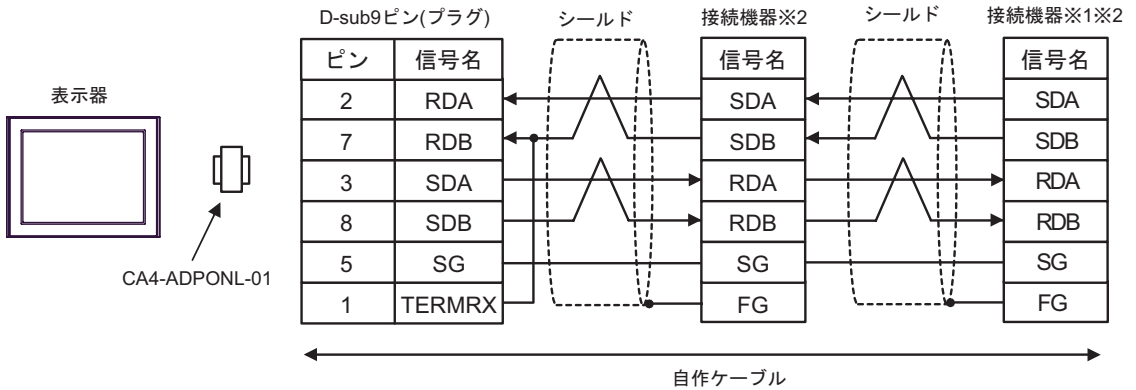 D-sub9ピン(プラグ) シールド 接続機器※2 シールド 接続機器※1※2
ピン 信号名 信号名 信号名
表示器
2 RDA SDA SDA
7 RDB SDB SDB
3 SDA RDA RDA
8 SDB RDB RDB
5 SG SG SG
CA4-ADPONL-01
1 TERMRX FG FG
自作ケーブル